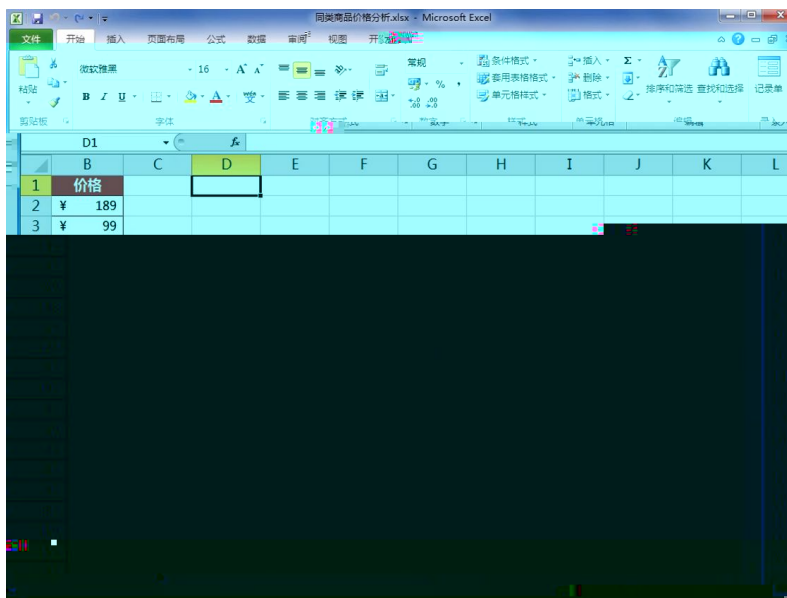 同类商品价格分析.xlsx - Microsoft Excel
文件 开始 插入 页面布局 公式 数据 审阅 视图
粘贴 微软雅黑 16 A A 常规 条件格式 插入 Σ 排序和筛选 查找和选择 记录单
套用表格格式 删除
B I U A % 单元格样式 格式
剪贴板 字体
D1 fx
B C D E F G H I J K L
1 价格
2 ¥ 189
3 ¥ 99